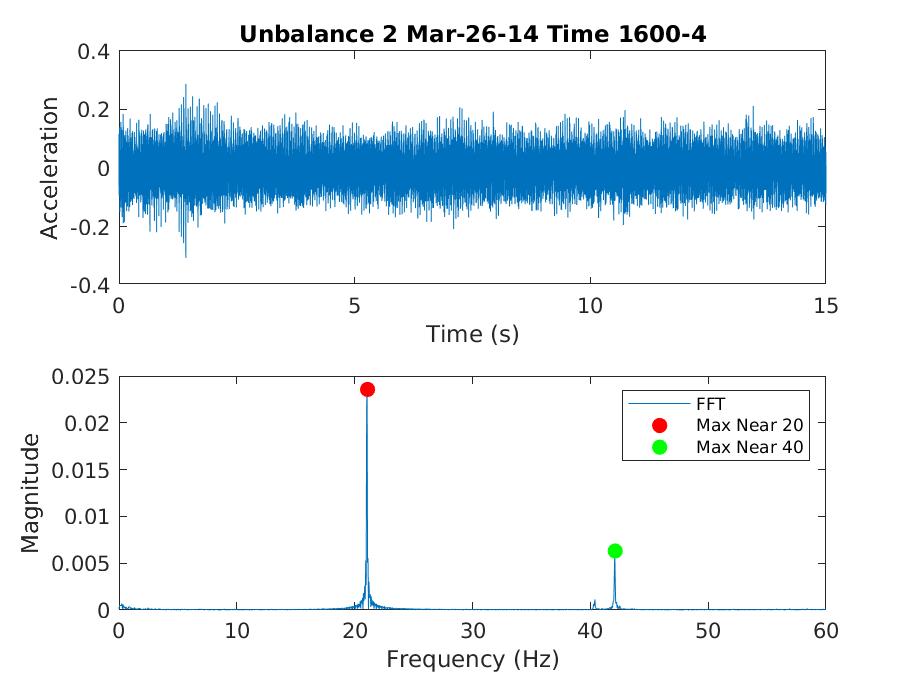 Unbalance 2 Mar-26-14 Time 1600-4
0.4
0.2
0
-0.2
-0.4
Acceleration
0 5 10 15
Time (s)
0.025
0.02
0.015
0.01
0.005
0
Magnitude
FFT
Max Near 20
Max Near 40
0 10 20 30 40 50 60
Frequency (Hz)